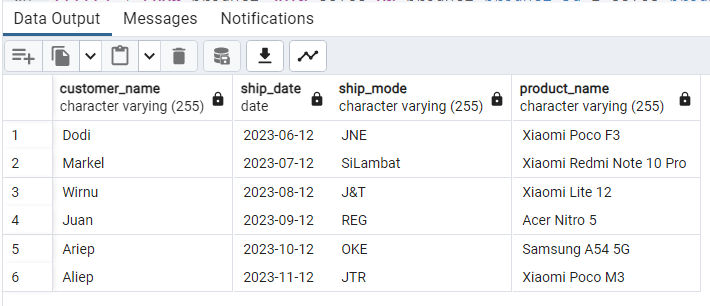 Data Output Messages Notifications
customer_name ship_date ship_mode product_name
character varying (255) date character varying (255) character varying (255)
1 Dodi 2023-06-12 JNE Xiaomi Poco F3
2 Markel 2023-07-12 SiLambat Xiaomi Redmi Note 10 Pro
3 Wirnu 2023-08-12 J&T Xiaomi Lite 12
4 Juan 2023-09-12 REG Acer Nitro 5
5 Ariep 2023-10-12 OKE Samsung A54 5G
6 Aliep 2023-11-12 JTR Xiaomi Poco M3